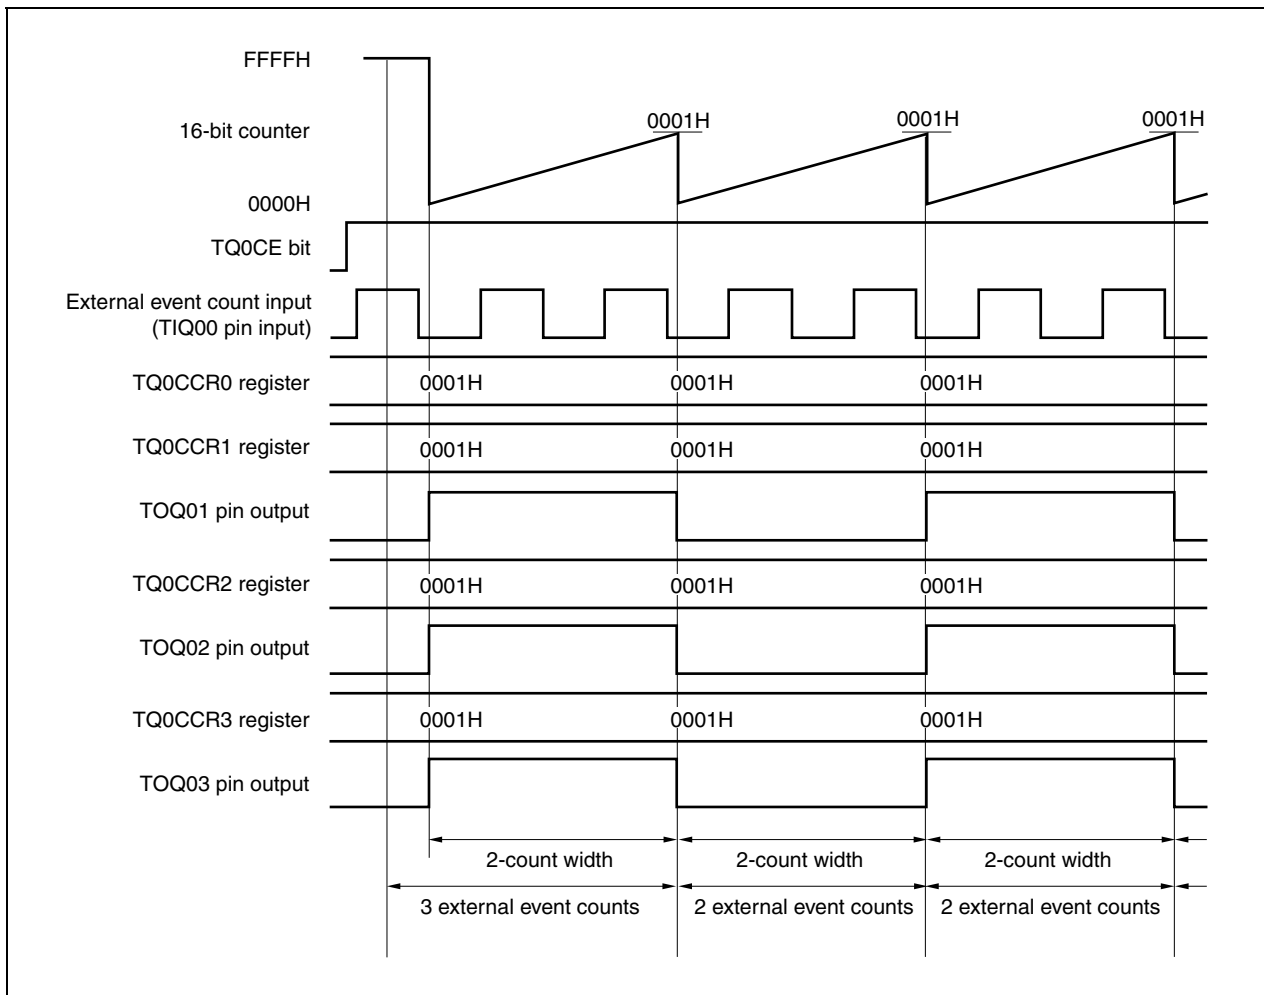 FFFFH
16-bit counter
0001H 0001H 0001H
0000H
TQ0CE bit
External event count input
(TIQ00 pin input)
TQ0CCR0 register 0001H 0001H 0001H
TQ0CCR1 register 0001H 0001H 0001H
TOQ01 pin output
TQ0CCR2 register 0001H 0001H 0001H
TOQ02 pin output
TQ0CCR3 register 0001H 0001H 0001H
TOQ03 pin output
2-count width 2-count width 2-count width
3 external event counts 2 external event counts 2 external event counts